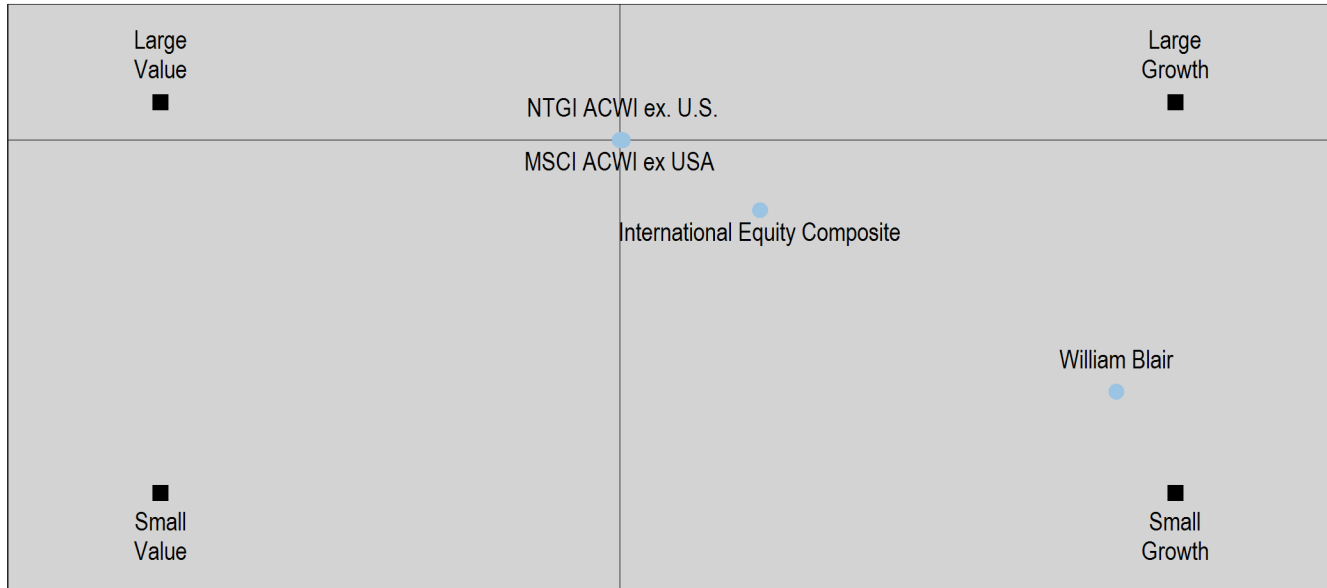 Large
Value
Large
Growth
NTGI ACWI ex. U.S.
MSCI ACWI ex USA
International Equity Composite
William Blair
Small
Value
Small
Growth